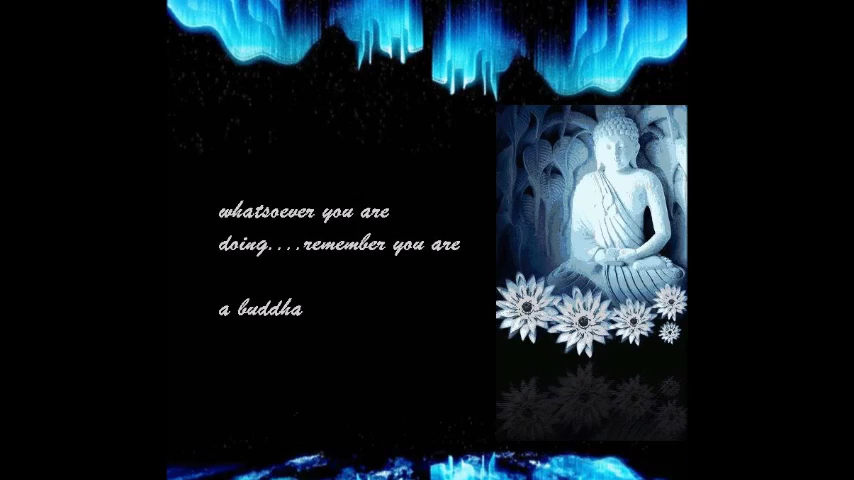 whatsoever you are
doing....remember you are
a buddha